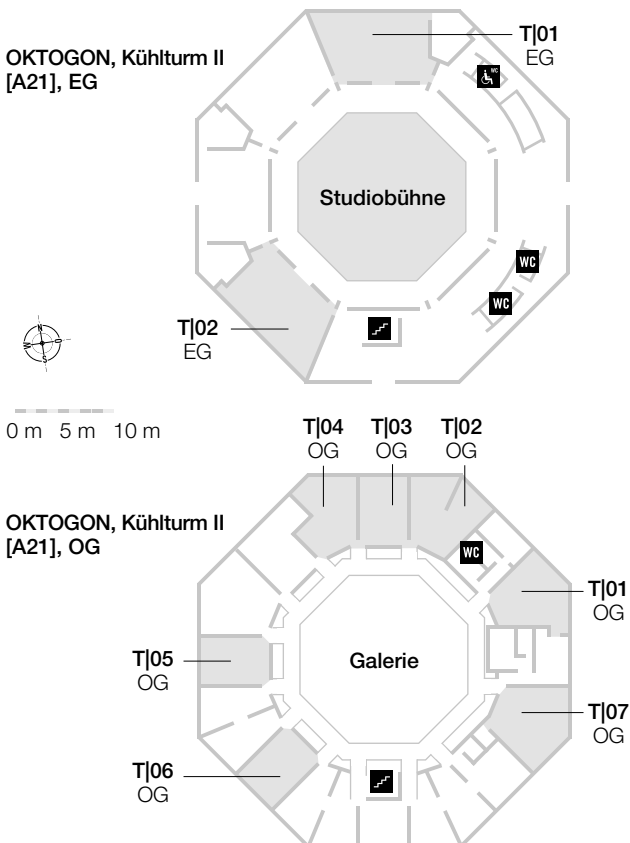 OKTOGON, Kühlturm II
[A21], EG
T|01
EG
WC
Studiobühne
WC
WC
T|02
EG
N
W
O
S
0 m 5 m 10 m
T|04 T|03 T|02
OG OG OG
OKTOGON, Kühlturm II
[A21], OG
WC
T|01
OG
T|05
OG
Galerie
T|07
OG
T|06
OG